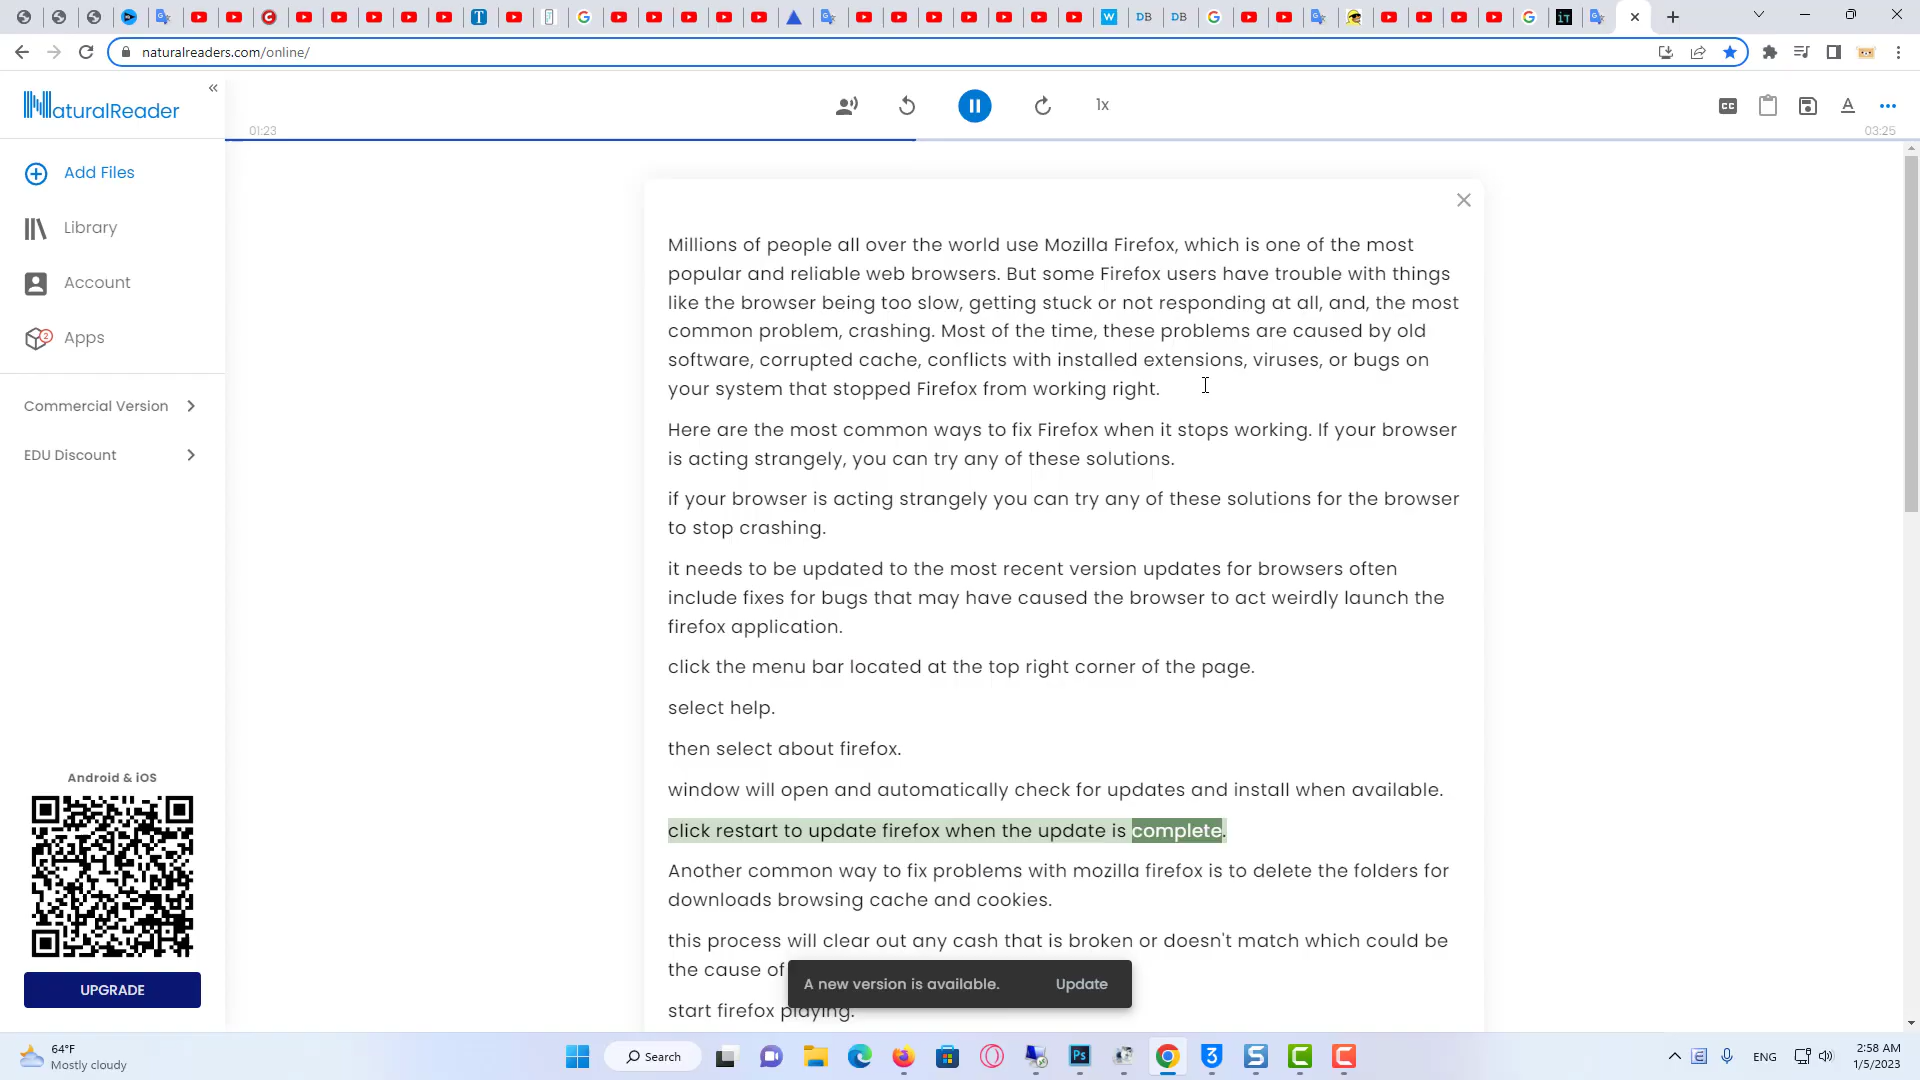 naturalreaders.com/online/
NaturalReader
1x
01:23
03:25
Add Files
Library
Account
2
Apps
Commercial Version
EDU Discount
Android & iOS
UPGRADE
Millions of people all over the world use Mozilla Firefox, which is one of the most
popular and reliable web browsers. But some Firefox users have trouble with things
like the browser being too slow, getting stuck or not responding at all, and, the most
common problem, crashing. Most of the time, these problems are caused by old
software, corrupted cache, conflicts with installed extensions, viruses, or bugs on
your system that stopped Firefox from working right.
Here are the most common ways to fix Firefox when it stops working. If your browser
is acting strangely, you can try any of these solutions.
if your browser is acting strangely you can try any of these solutions for the browser
to stop crashing.
it needs to be updated to the most recent version updates for browsers often
include fixes for bugs that may have caused the browser to act weirdly launch the
firefox application.
click the menu bar located at the top right corner of the page.
select help.
then select about firefox.
window will open and automatically check for updates and install when available.
click restart to update firefox when the update is complete.
Another common way to fix problems with mozilla firefox is to delete the folders for
downloads browsing cache and cookies.
this process will clear out any cash that is broken or doesn't match which could be
the cause of
start firefox playing.
A new version is available. Update
64°F
Mostly cloudy
Search
ENG
2:58 AM
1/5/2023